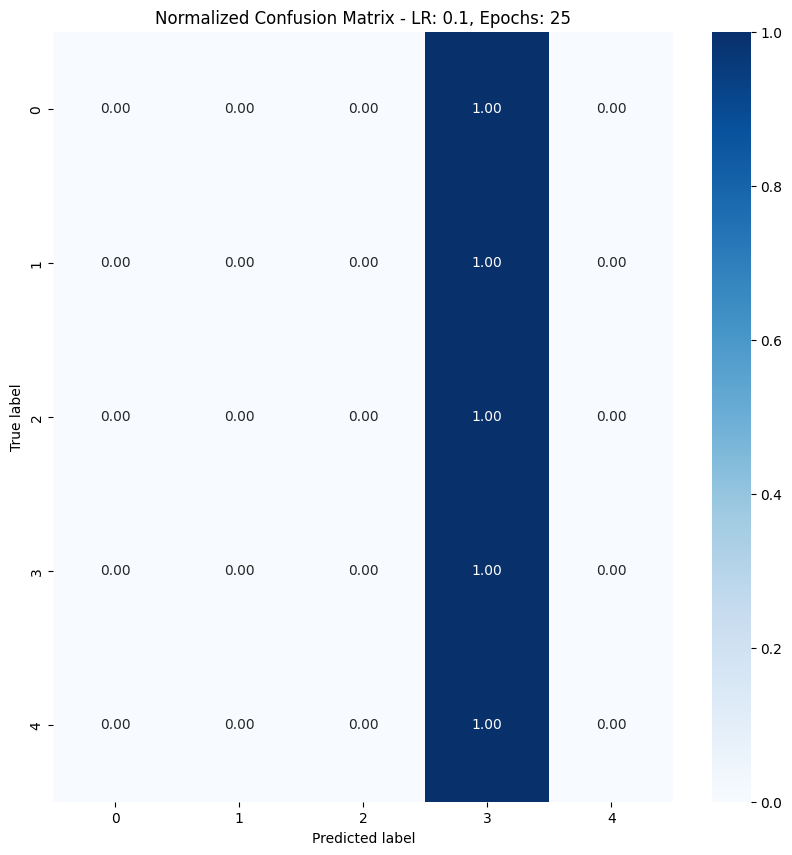 Normalized Confusion Matrix - LR: 0.1, Epochs: 25
1.0
0 0.00 0.00 0.00 1.00 0.00
0.8
1 0.00 0.00 0.00 1.00 0.00
0.6
True label
2 0.00 0.00 0.00 1.00 0.00
0.4
3 0.00 0.00 0.00 1.00 0.00
0.2
4 0.00 0.00 0.00 1.00 0.00
0.0
0 1 2 3 4
Predicted label